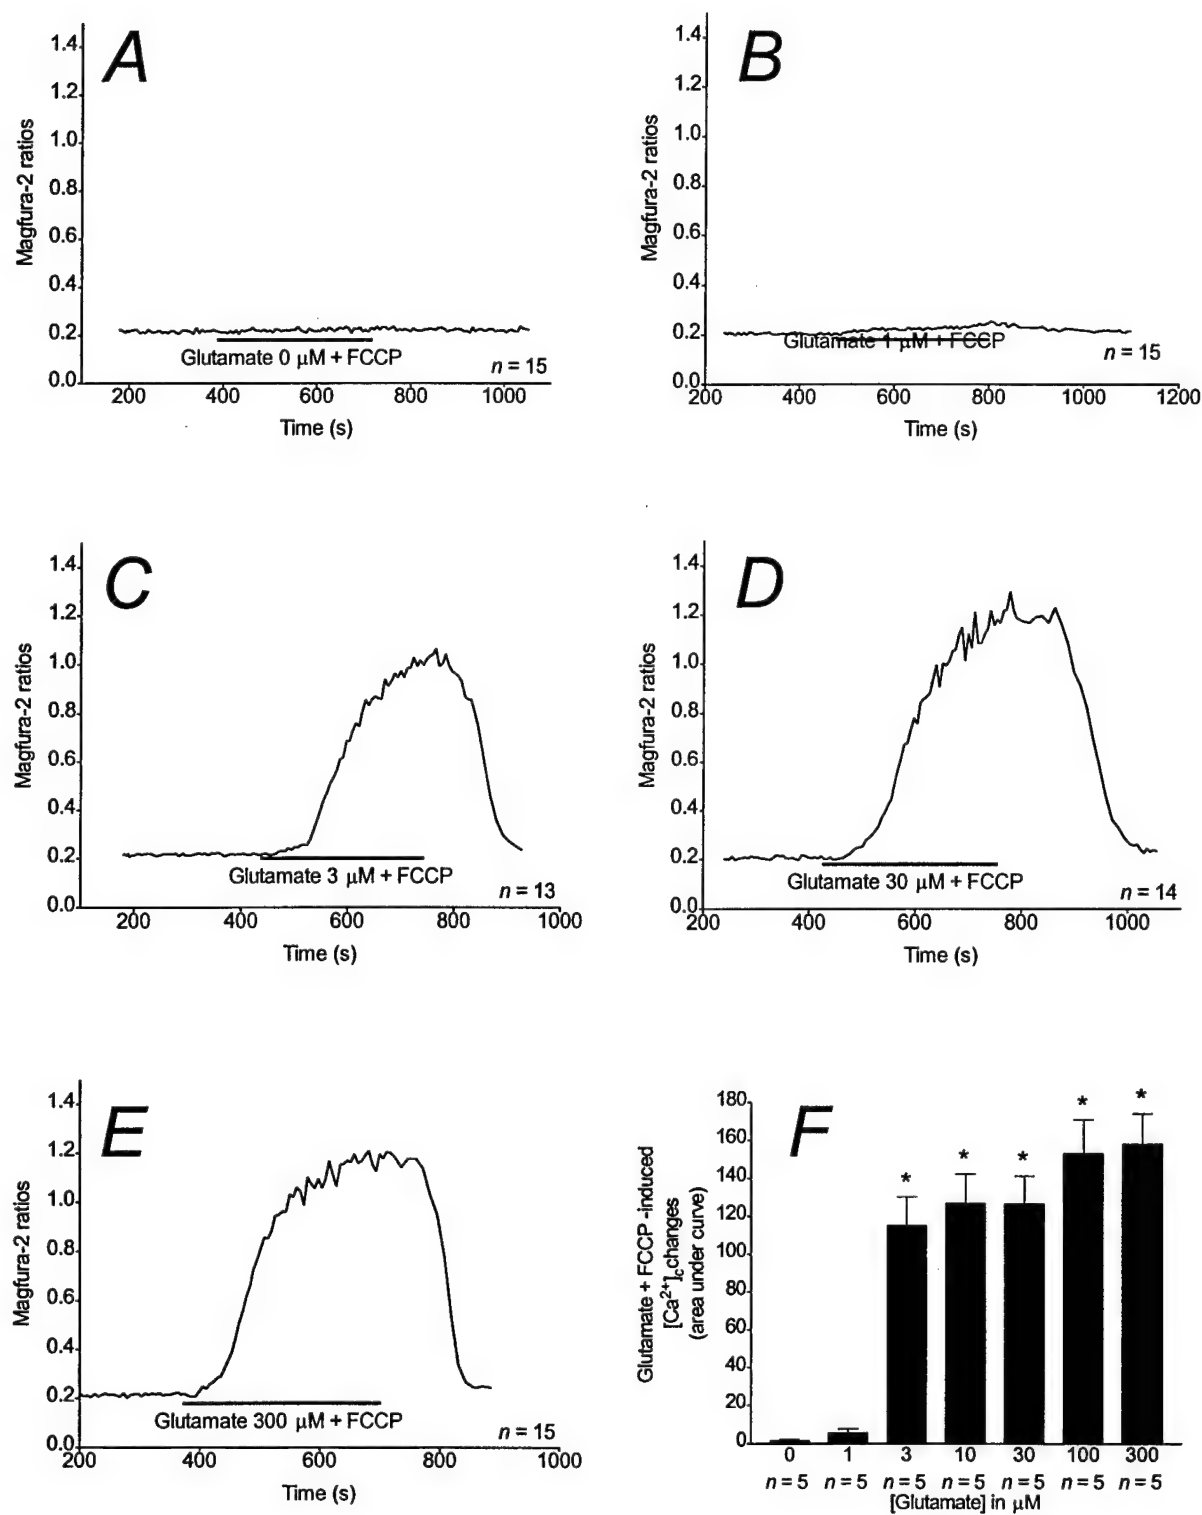 A
1.4
1.2
1.0
0.8
0.6
0.4
0.2
0.0
Magfura-2 ratios
Glutamate 0 μM + FCCP
n = 15
200 400 600 800 1000
Time (s)
B
1.4
1.2
1.0
0.8
0.6
0.4
0.2
0.0
Magfura-2 ratios
Glutamate 1 μM + FCCP
n = 15
200 400 600 800 1000 1200
Time (s)
C
1.4
1.2
1.0
0.8
0.6
0.4
0.2
0.0
Magfura-2 ratios
Glutamate 3 μM + FCCP
n = 13
200 400 600 800 1000
Time (s)
D
1.4
1.2
1.0
0.8
0.6
0.4
0.2
0.0
Magfura-2 ratios
Glutamate 30 μM + FCCP
n = 14
200 400 600 800 1000
Time (s)
E
1.4
1.2
1.0
0.8
0.6
0.4
0.2
0.0
Magfura-2 ratios
Glutamate 300 μM + FCCP
n = 15
200 400 600 800 1000
Time (s)
F
180
160
140
120
100
80
60
40
20
0
Glutamate + FCCP -induced
[Ca²⁺]c changes
(area under curve)
* * * * *
0 1 3 10 30 100 300
n = 5 n = 5 n = 5 n = 5 n = 5 n = 5 n = 5
[Glutamate] in μM